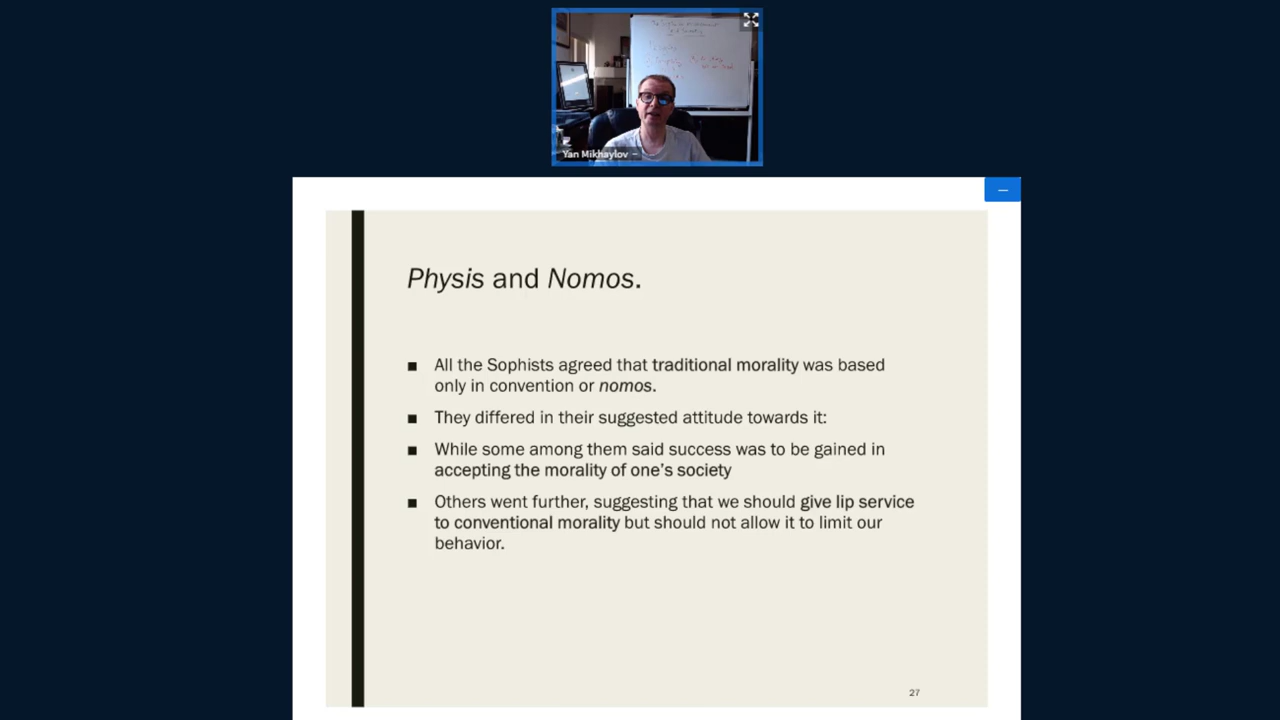 Yan Mikhaylov
Physis and Nomos.
■ All the Sophists agreed that traditional morality was based
only in convention or nomos.
■ They differed in their suggested attitude towards it:
■ While some among them said success was to be gained in
accepting the morality of one's society
■ Others went further, suggesting that we should give lip service
to conventional morality but should not allow it to limit our
behavior.
27